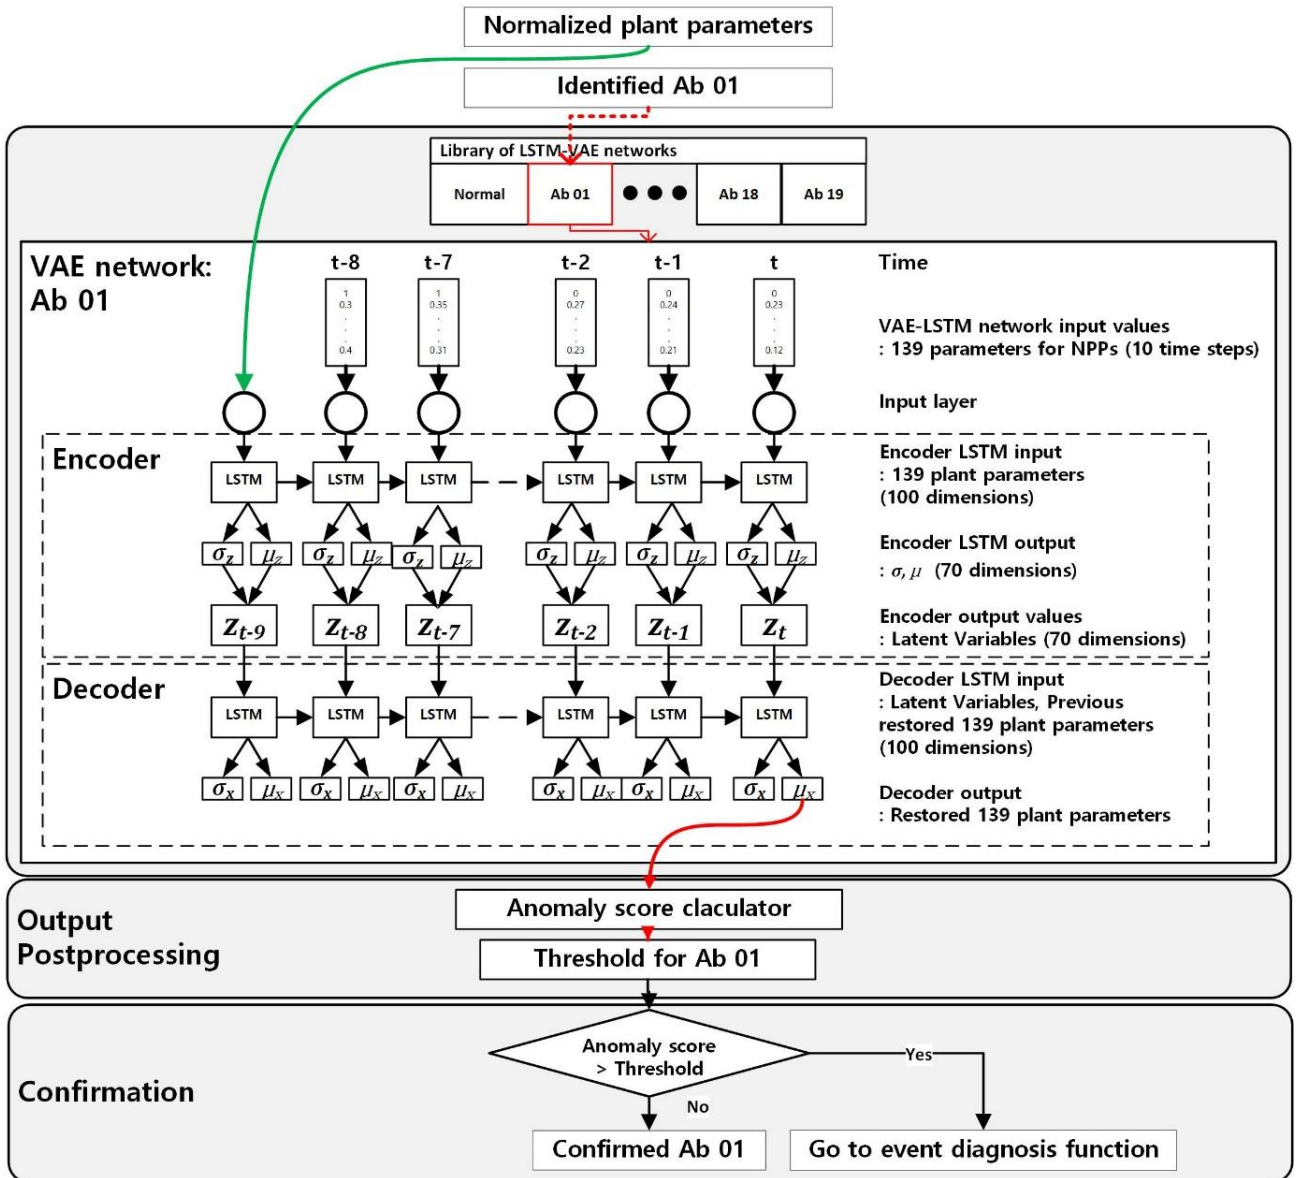 Normalized plant parameters
Identified Ab 01
Library of LSTM-VAE networks
Normal Ab 01 Ab 18 Ab 19
VAE network:
Ab 01
t-8 t-7 t-2 t-1 t Time
1 1 0 0 0
0.3 0.35 0.27 0.24 0.23
. . . . .
. . . . .
. . . . .
0.4 0.31 0.23 0.21 0.12
VAE-LSTM network input values
: 139 parameters for NPPs (10 time steps)
Input layer
Encoder
LSTM LSTM LSTM LSTM LSTM LSTM
Encoder LSTM input
: 139 plant parameters
(100 dimensions)
σz μz σz μz σz μz σz μz σz μz σz μz
Encoder LSTM output
: σ, μ (70 dimensions)
Zt-9 Zt-8 Zt-7 Zt-2 Zt-1 Zt
Encoder output values
: Latent Variables (70 dimensions)
Decoder
LSTM LSTM LSTM LSTM LSTM LSTM
Decoder LSTM input
: Latent Variables, Previous
restored 139 plant parameters
(100 dimensions)
σx μx σx μx σx μx σx μx σx μx σx μx
Decoder output
: Restored 139 plant parameters
Output
Postprocessing
Anomaly score claculator
Threshold for Ab 01
Confirmation
Anomaly score
> Threshold
Yes
No
Confirmed Ab 01
Go to event diagnosis function